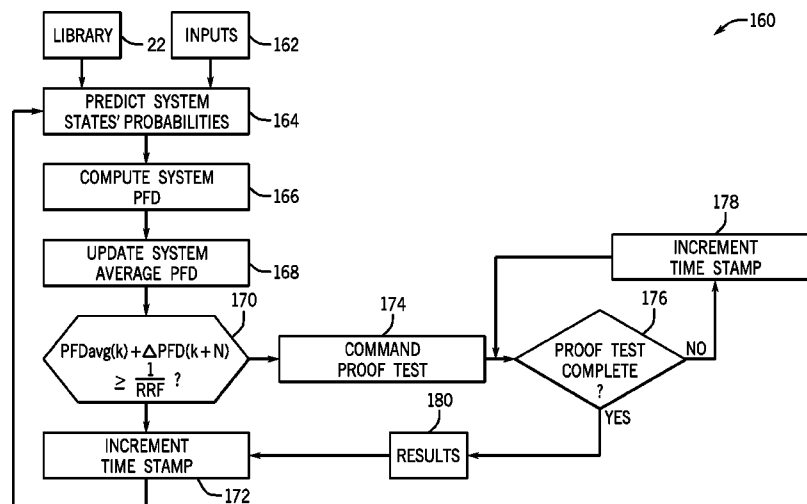 LIBRARY
22
INPUTS
162
160
PREDICT SYSTEM
STATES' PROBABILITIES
164
COMPUTE SYSTEM
PFD
166
UPDATE SYSTEM
AVERAGE PFD
168
170
PFDavg(k)+ΔPFD(k+N)
≥ 1/RRF ?
174
COMMAND
PROOF TEST
178
INCREMENT
TIME STAMP
176
PROOF TEST
COMPLETE
?
NO
YES
180
RESULTS
INCREMENT
TIME STAMP
172